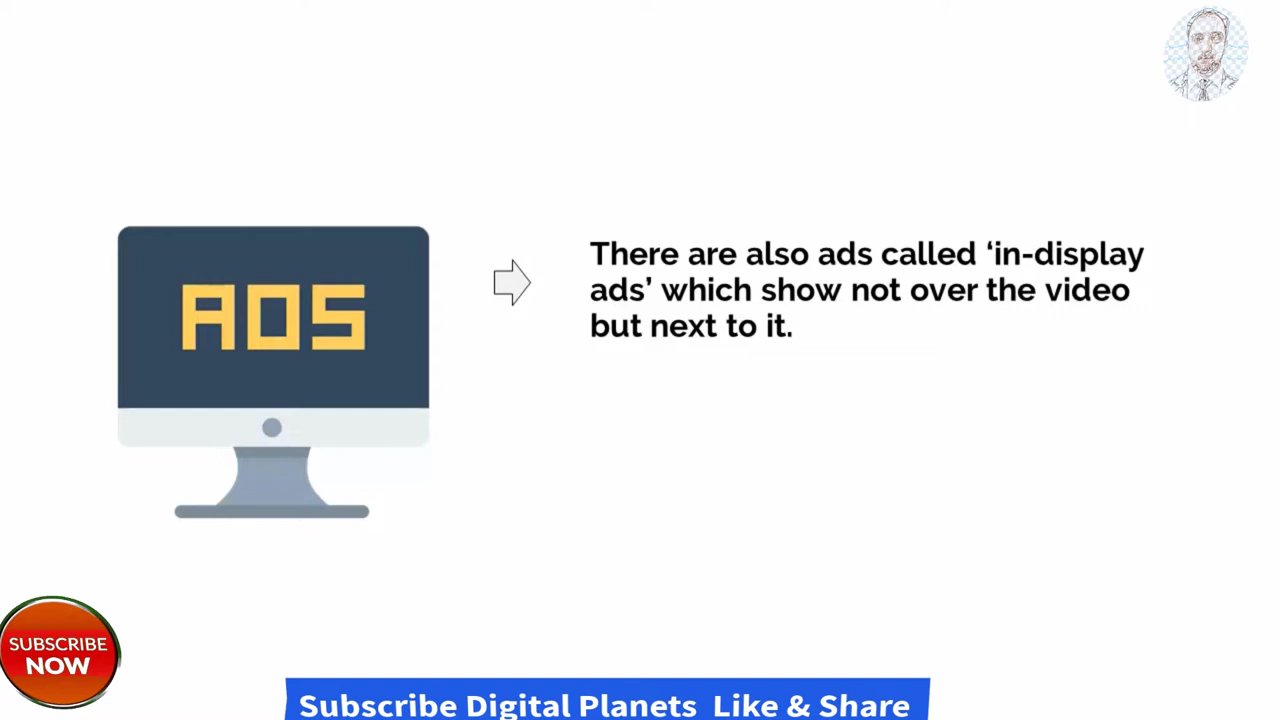 ADS
There are also ads called ‘in-display
ads’ which show not over the video
but next to it.
SUBSCRIBE
NOW
Subscribe Digital Planets Like & Share